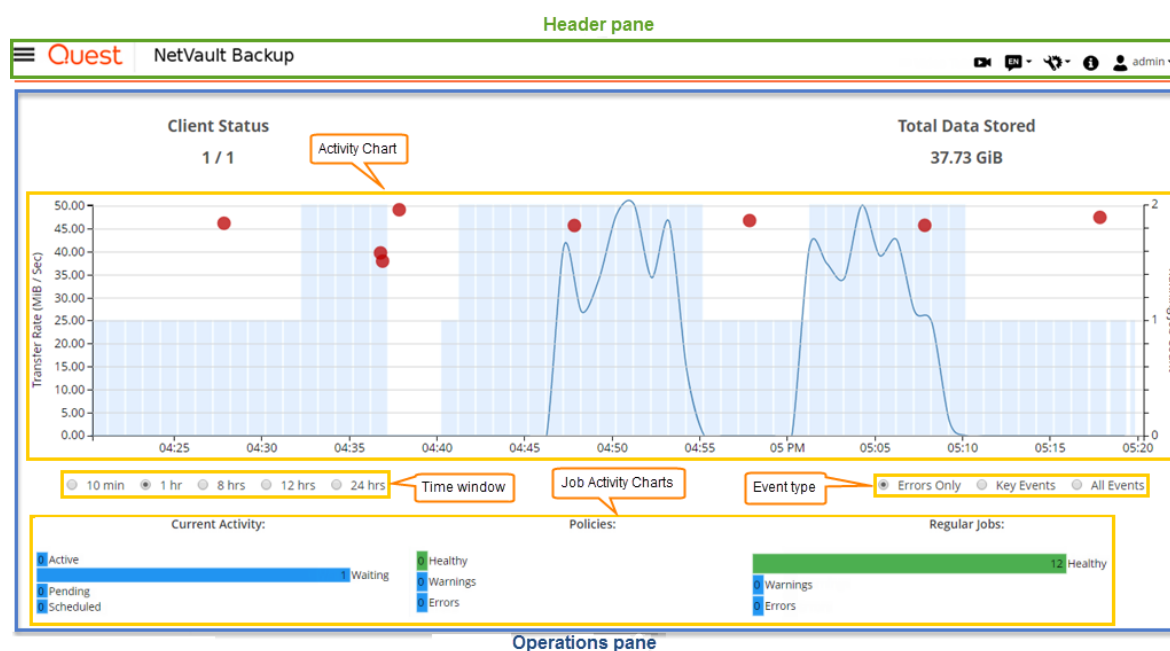 Header pane
Quest NetVault Backup
EN
admin
Client Status
Total Data Stored
1 / 1
37.73 GiB
Activity Chart
50.00
45.00
40.00
35.00
30.00
25.00
20.00
15.00
10.00
5.00
0.00
Transfer Rate (MiB / Sec)
2
1
0
04:25 04:30 04:35 04:40 04:45 04:50 04:55 05 PM 05:05 05:10 05:15 05:20
10 min 1 hr 8 hrs 12 hrs 24 hrs
Time window
Job Activity Charts
Event type
Errors Only Key Events All Events
Current Activity:
0 Active
1 Waiting
0 Pending
0 Scheduled
Policies:
0 Healthy
0 Warnings
0 Errors
Regular Jobs:
12 Healthy
0 Warnings
0 Errors
Operations pane